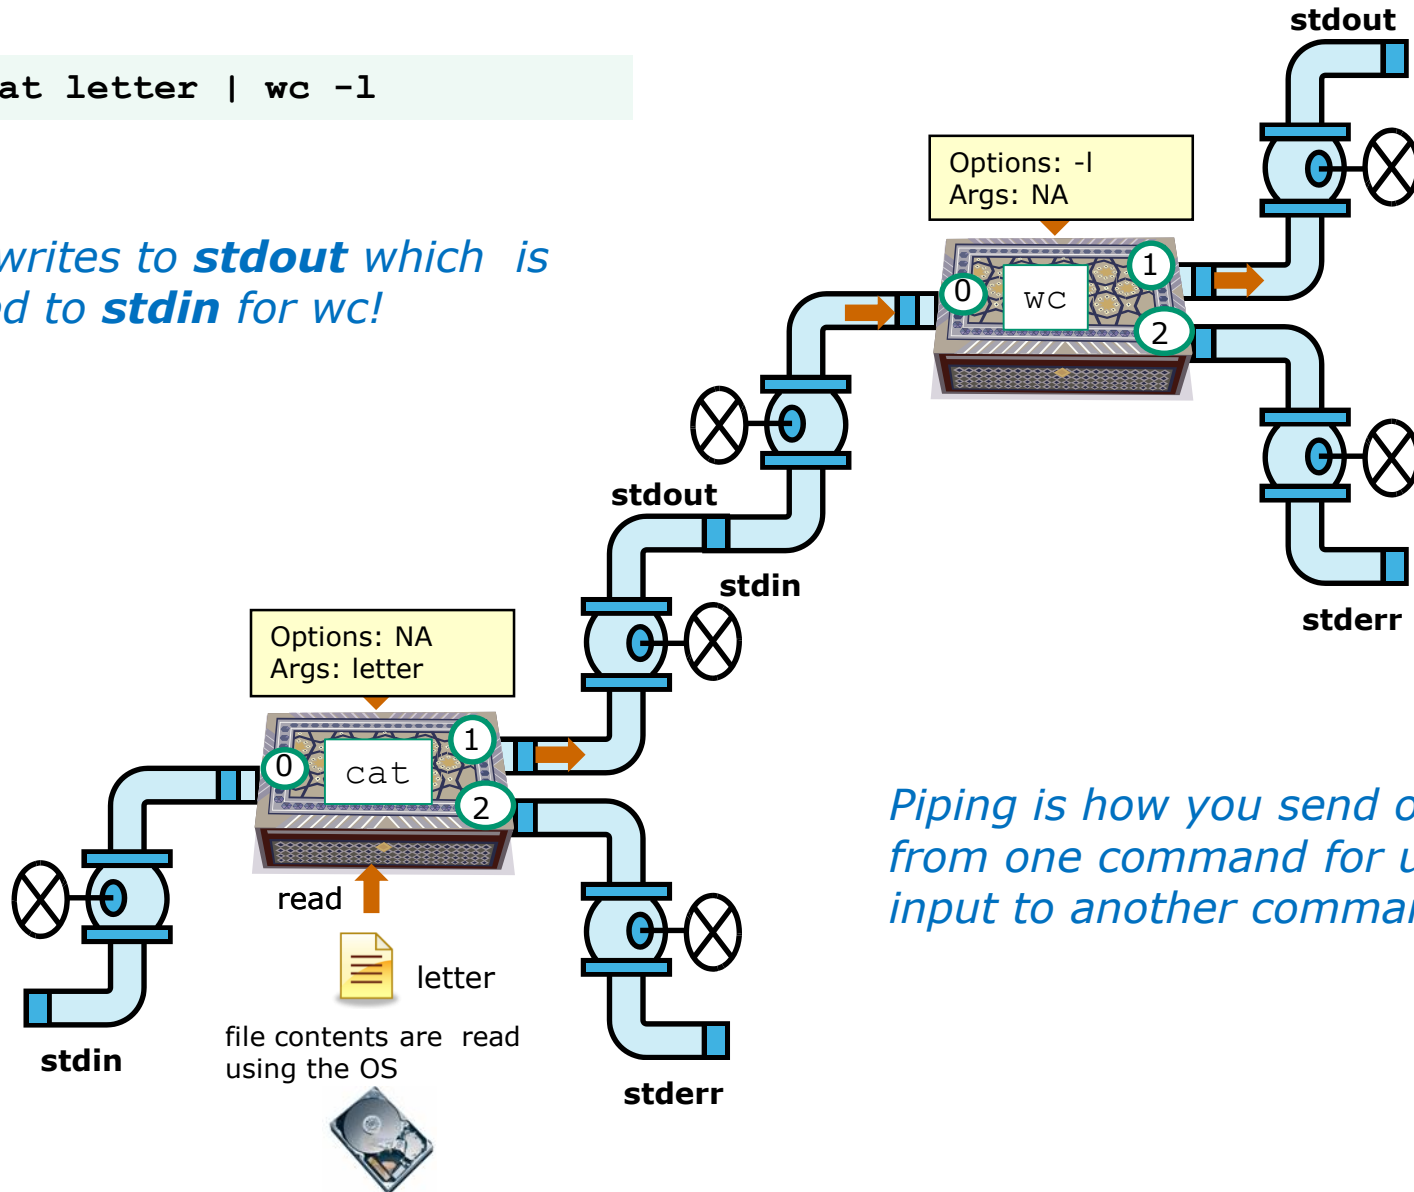 stdout
at letter | wc -l
Options: -l
Args: NA
writes to stdout which is
d to stdin for wc!
0
wc
1
2
stdout
stdin
stderr
Options: NA
Args: letter
0
cat
1
2
Piping is how you send o
from one command for u
input to another comma
read
letter
file contents are read
using the OS
stdin
stderr